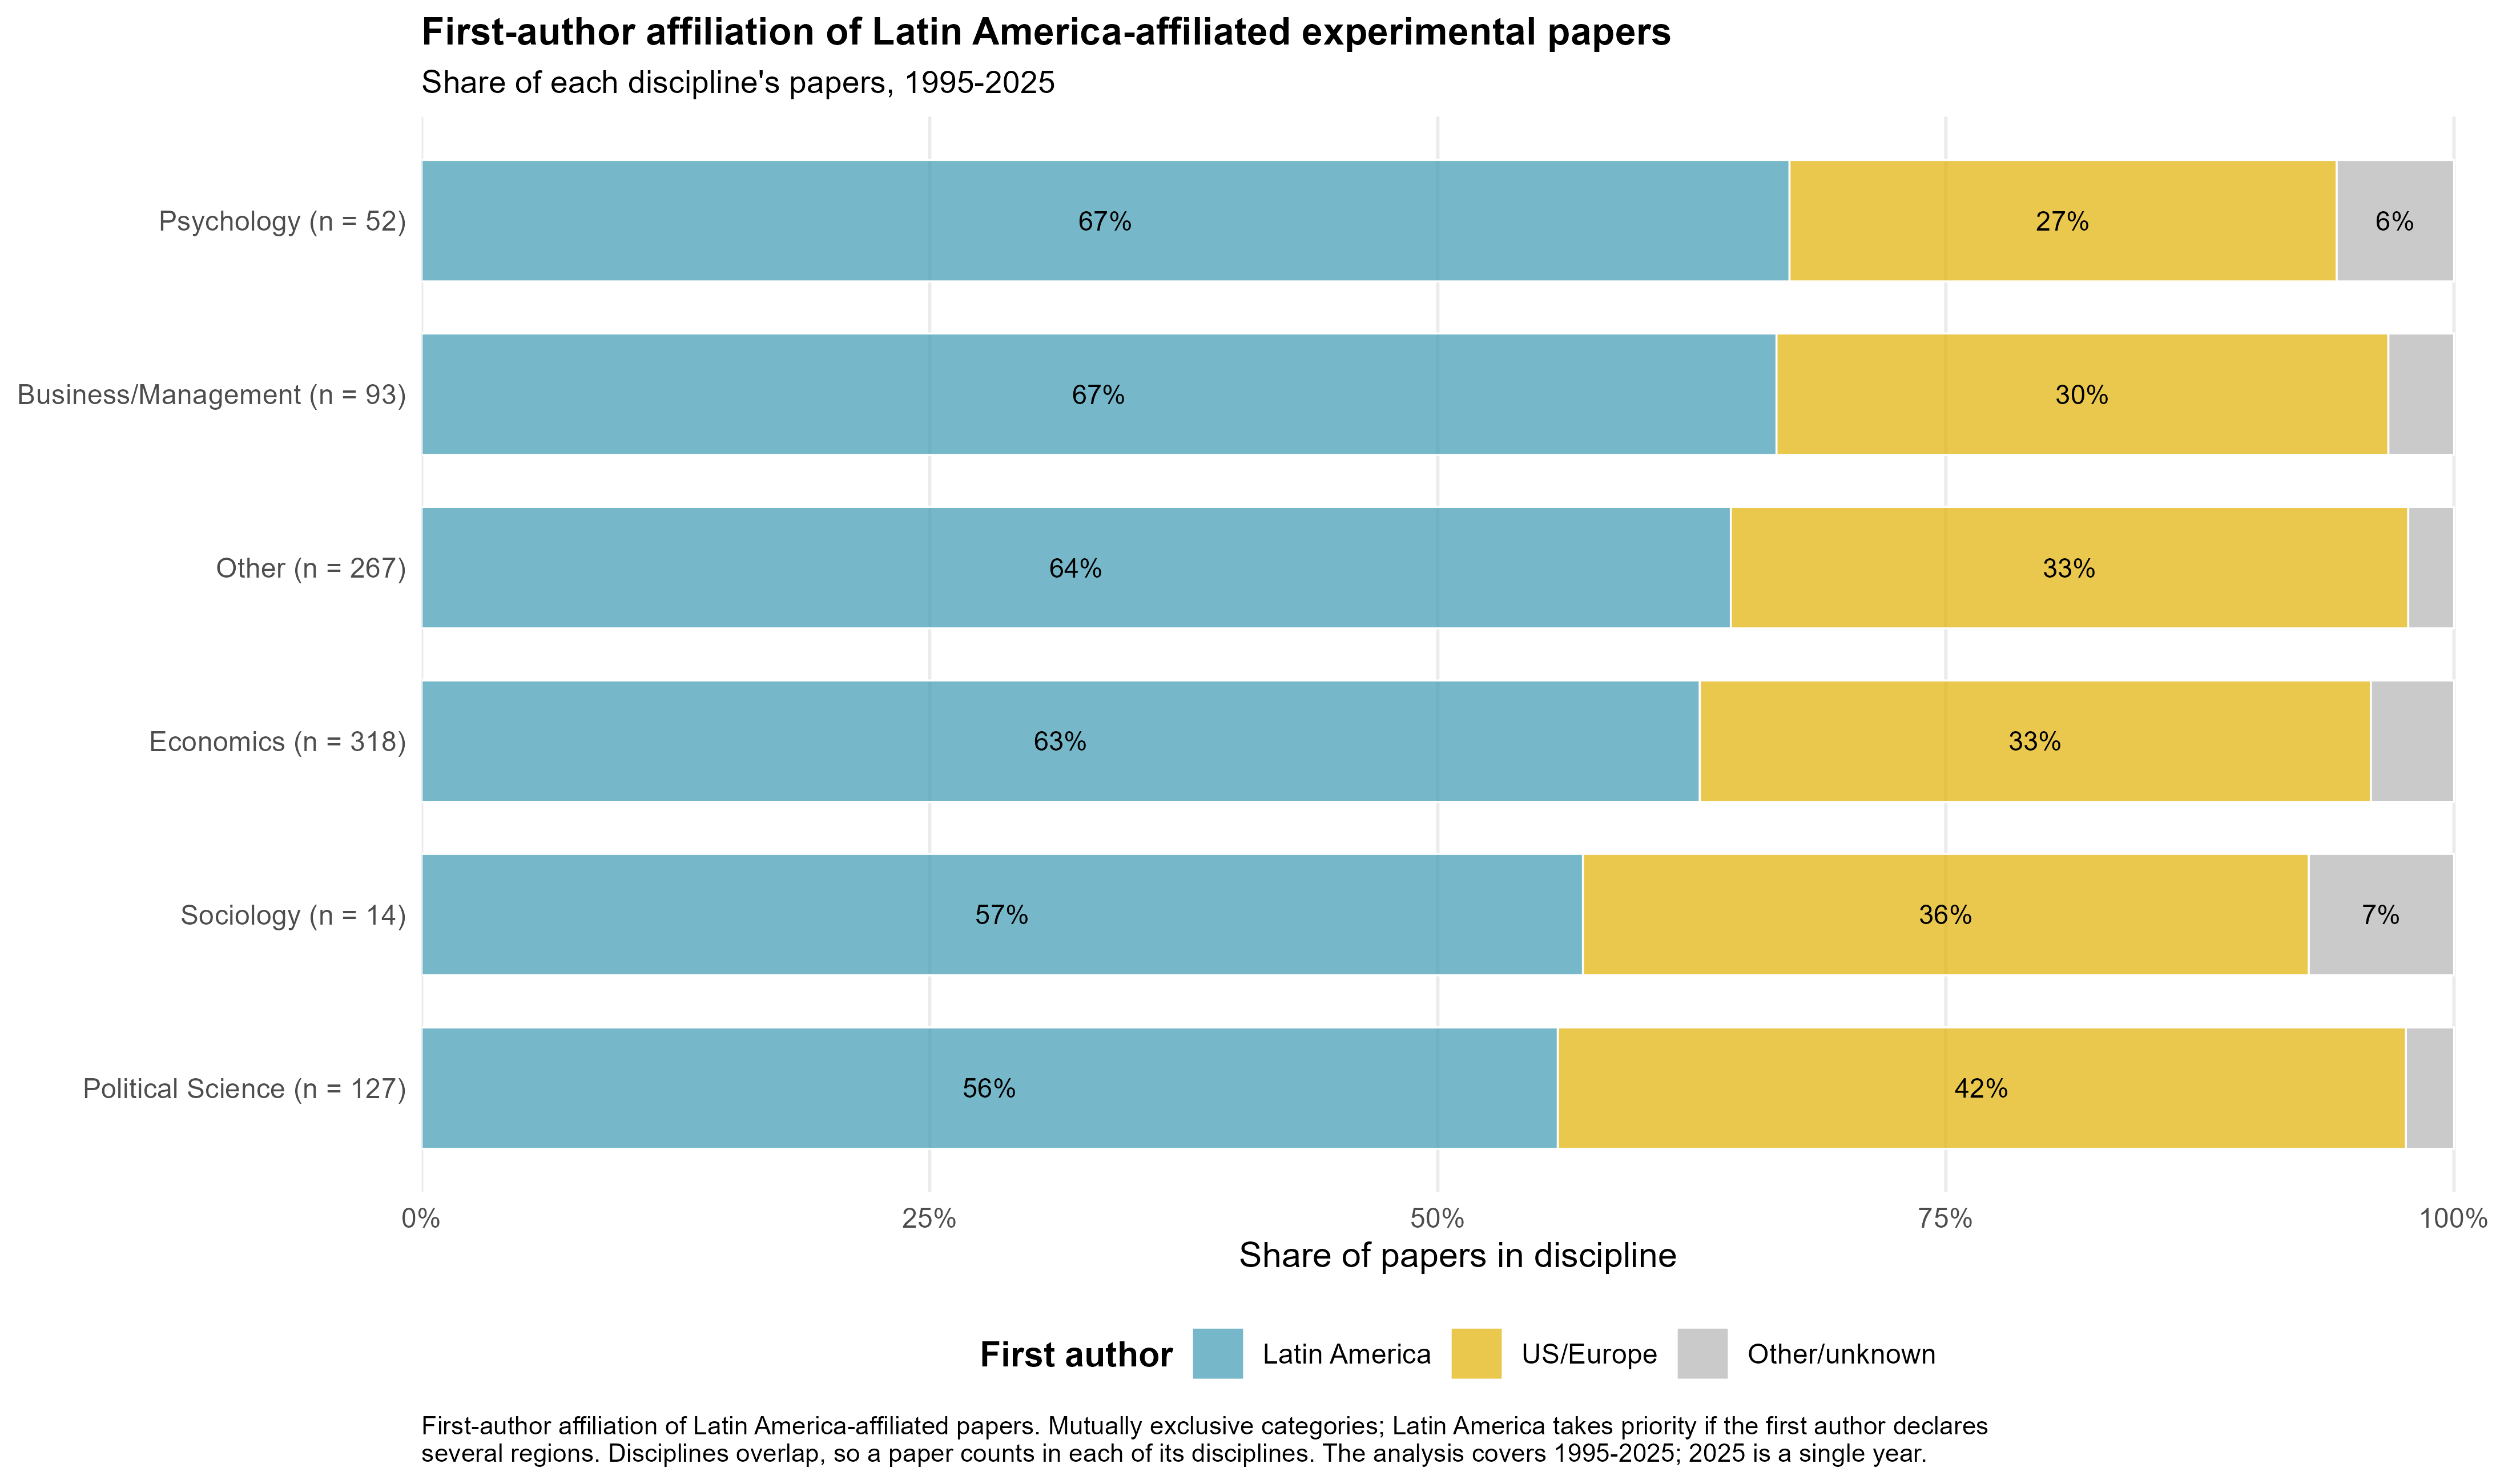 First-author affiliation of Latin America-affiliated experimental papers
Share of each discipline's papers, 1995-2025
Psychology (n = 52)
67%
27%
6%
Business/Management (n = 93)
67%
30%
Other (n = 267)
64%
33%
Economics (n = 318)
63%
33%
Sociology (n = 14)
57%
36%
7%
Political Science (n = 127)
56%
42%
0%
25%
50%
75%
100%
Share of papers in discipline
First author
Latin America
US/Europe
Other/unknown
First-author affiliation of Latin America-affiliated papers. Mutually exclusive categories; Latin America takes priority if the first author declares
several regions. Disciplines overlap, so a paper counts in each of its disciplines. The analysis covers 1995-2025; 2025 is a single year.